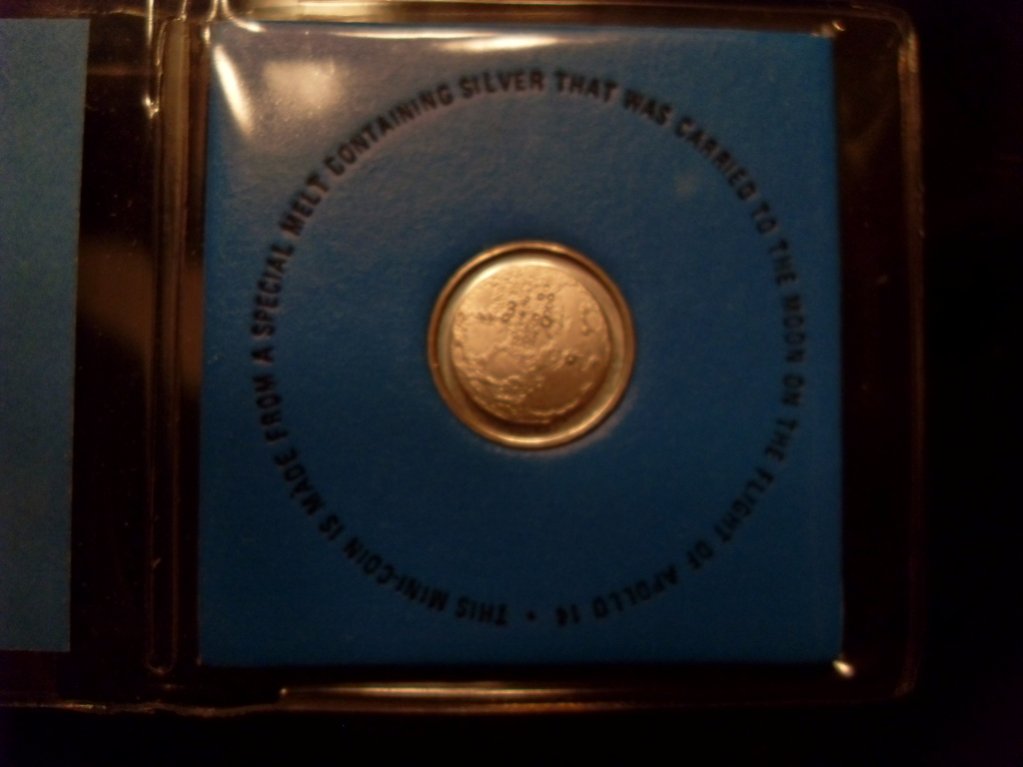 THIS MINI-COIN IS MADE FROM A SPECIAL MELT CONTAINING SILVER THAT WAS CARRIED TO THE MOON ON THE FLIGHT OF APOLLO 14 •